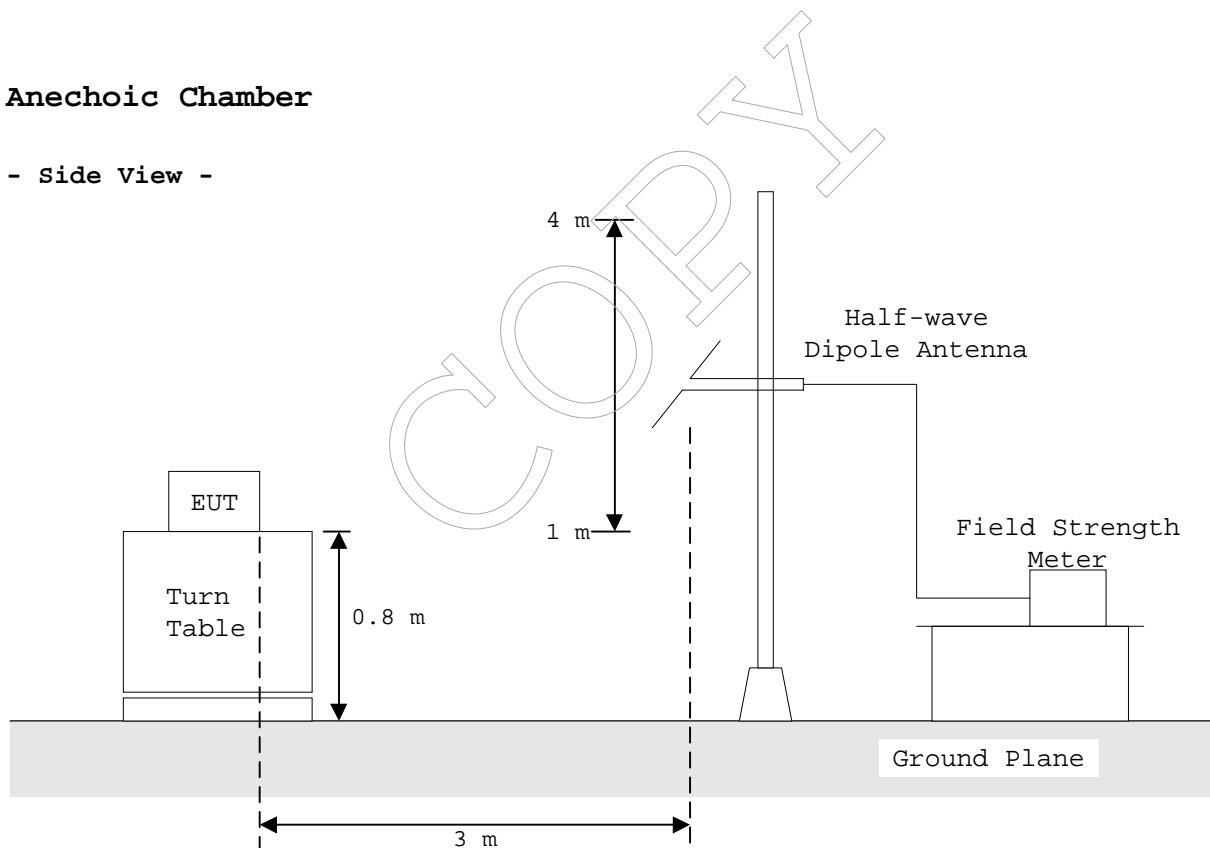 Anechoic Chamber
- Side View -
COPY
4 m
Half-wave
Dipole Antenna
EUT
1 m
Field Strength
Meter
Turn
Table
0.8 m
Ground Plane
3 m